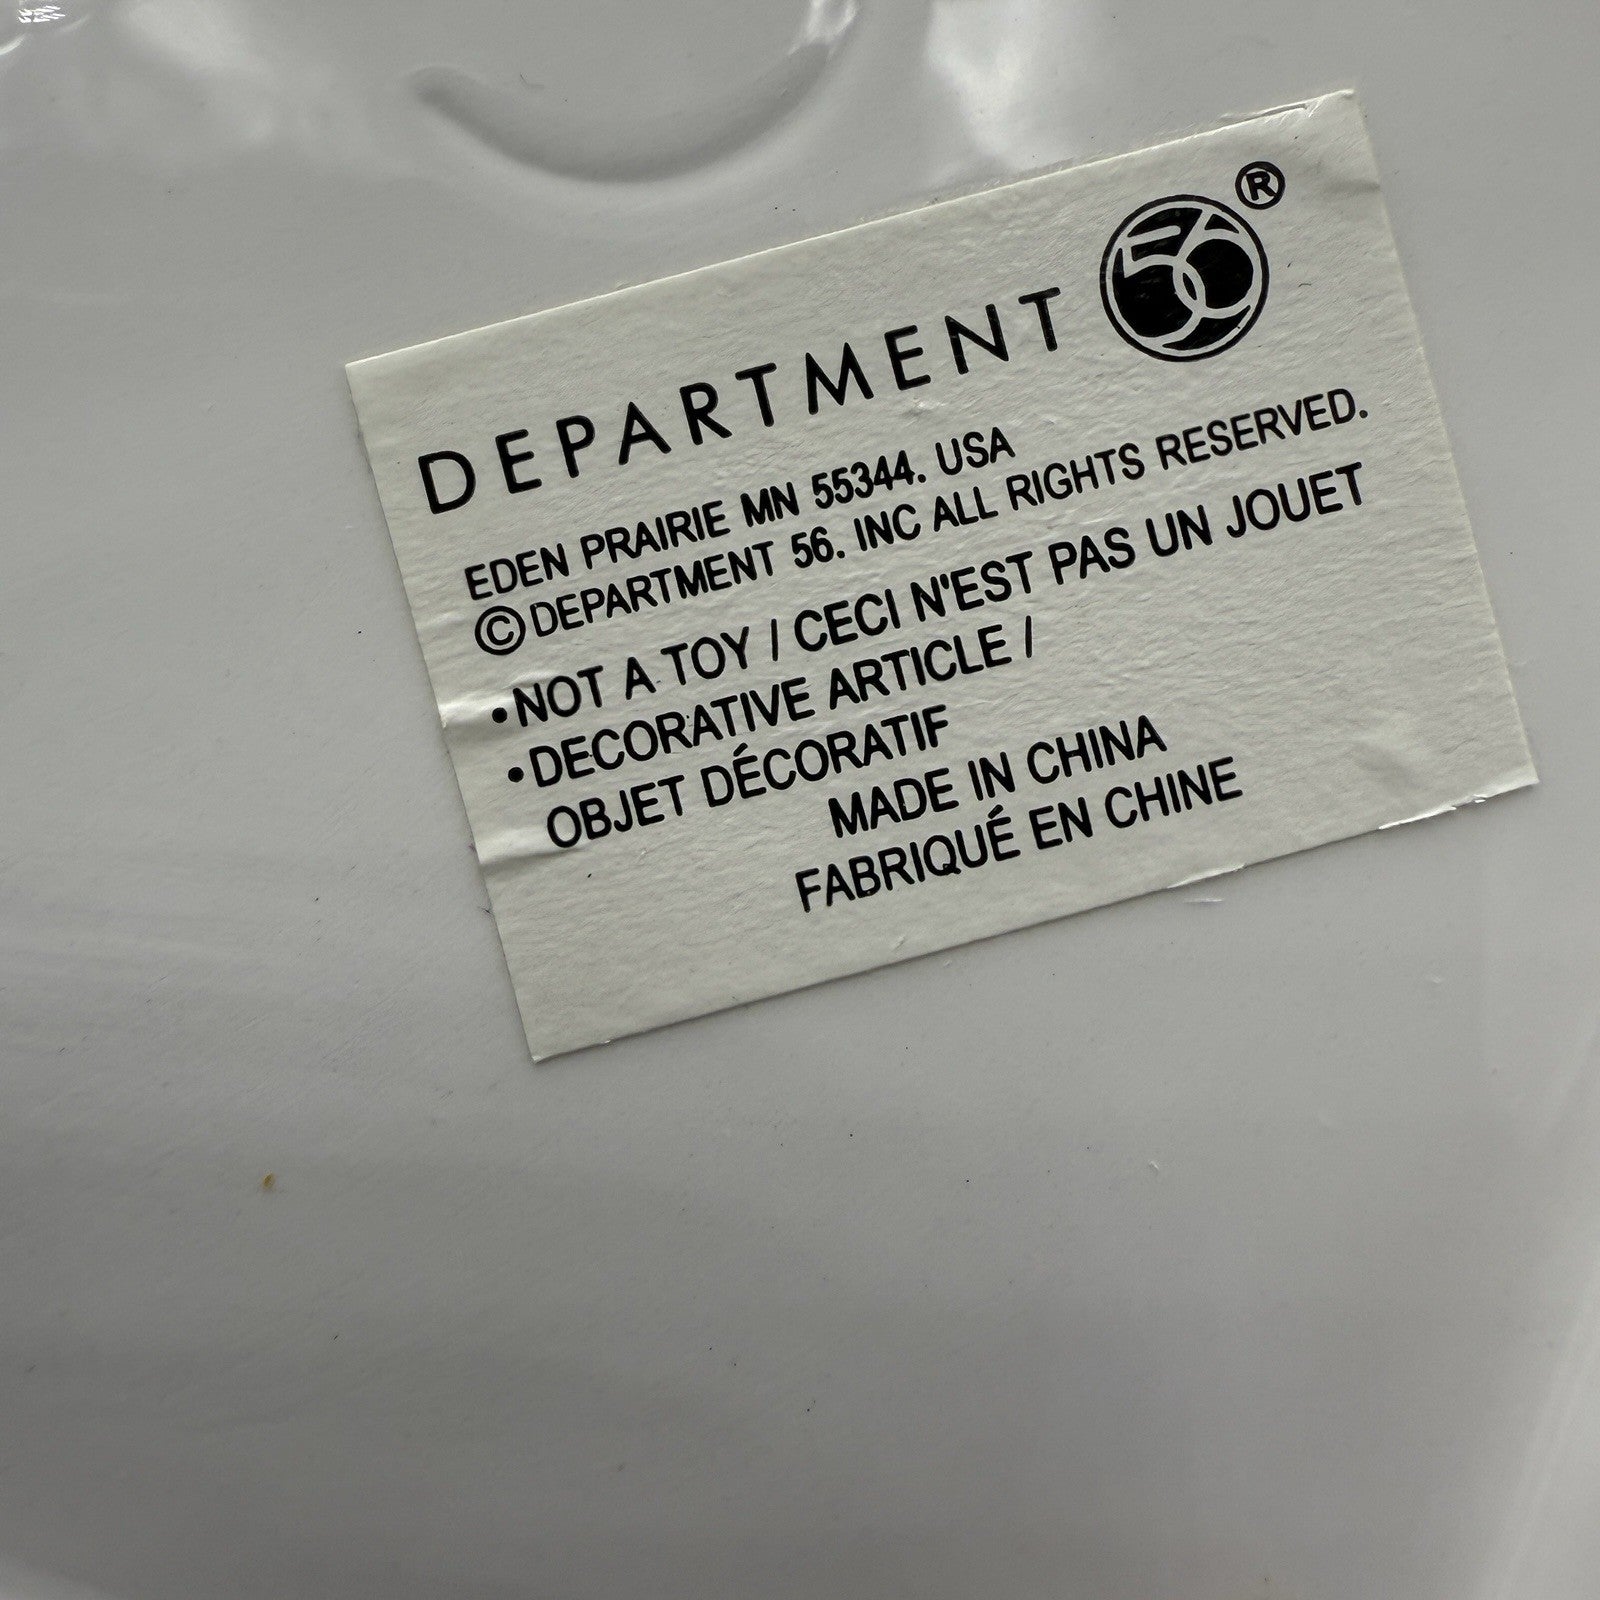 DEPARTMENT 56®
EDEN PRAIRIE MN 55344. USA
©DEPARTMENT 56. INC ALL RIGHTS RESERVED.
•NOT A TOY / CECI N'EST PAS UN JOUET
•DECORATIVE ARTICLE /
OBJET DÉCORATIF
MADE IN CHINA
FABRIQUÉ EN CHINE